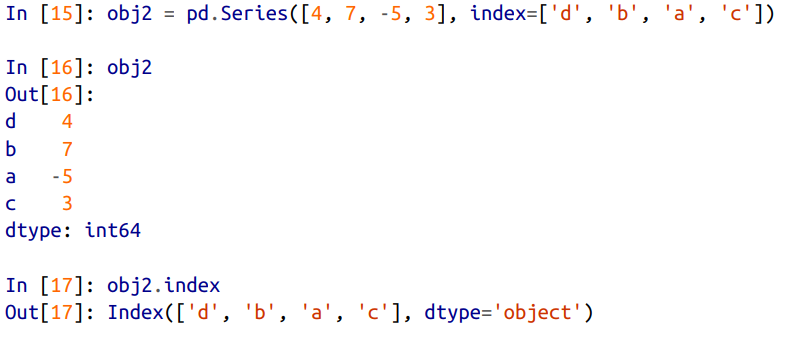 In [15]: obj2 = pd.Series([4, 7, -5, 3], index=['d', 'b', 'a', 'c'])
In [16]: obj2
Out[16]:
d    4
b    7
a   -5
c    3
dtype: int64
In [17]: obj2.index
Out[17]: Index(['d', 'b', 'a', 'c'], dtype='object')